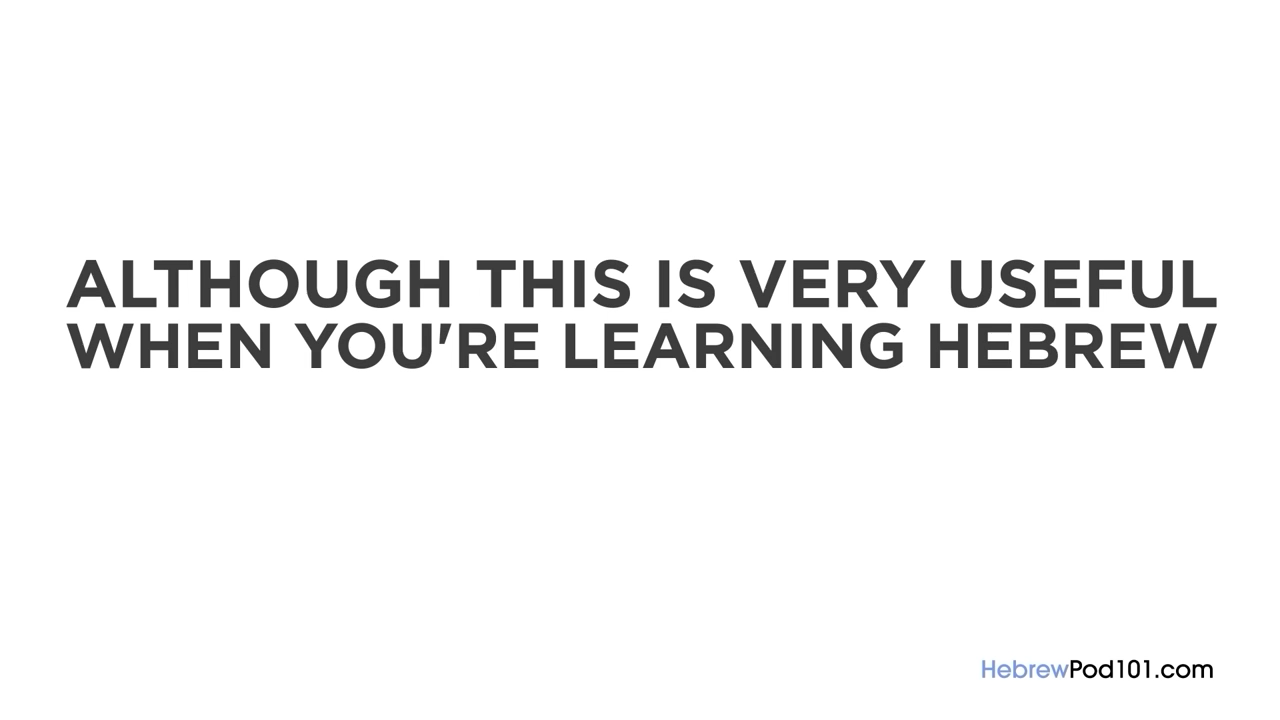 ALTHOUGH THIS IS VERY USEFUL
WHEN YOU'RE LEARNING HEBREW
HebrewPod101.com